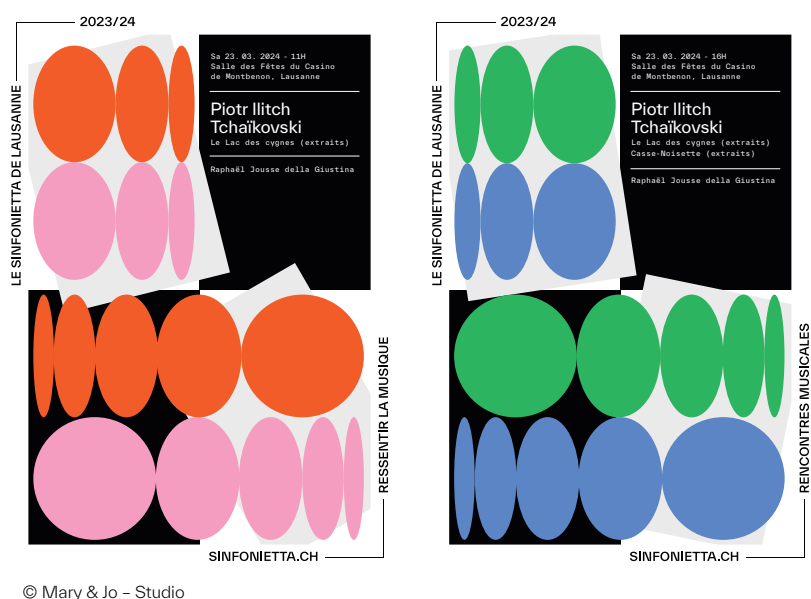 2023/24
LE SINFONIETTA DE LAUSANNE
Sa 23. 03. 2024 - 11H
Salle des Fêtes du Casino
de Montbenon, Lausanne
Piotr Ilitch
Tchaïkovski
Le Lac des cygnes (extraits)
Raphaël Jousse della Giustina
RESSENTIR LA MUSIQUE
SINFONIETTA.CH
2023/24
LE SINFONIETTA DE LAUSANNE
Sa 23. 03. 2024 - 16H
Salle des Fêtes du Casino
de Montbenon, Lausanne
Piotr Ilitch
Tchaïkovski
Le Lac des cygnes (extraits)
Casse-Noisette (extraits)
Raphaël Jousse della Giustina
RENCONTRES MUSICALES
SINFONIETTA.CH
© Mary & Jo – Studio